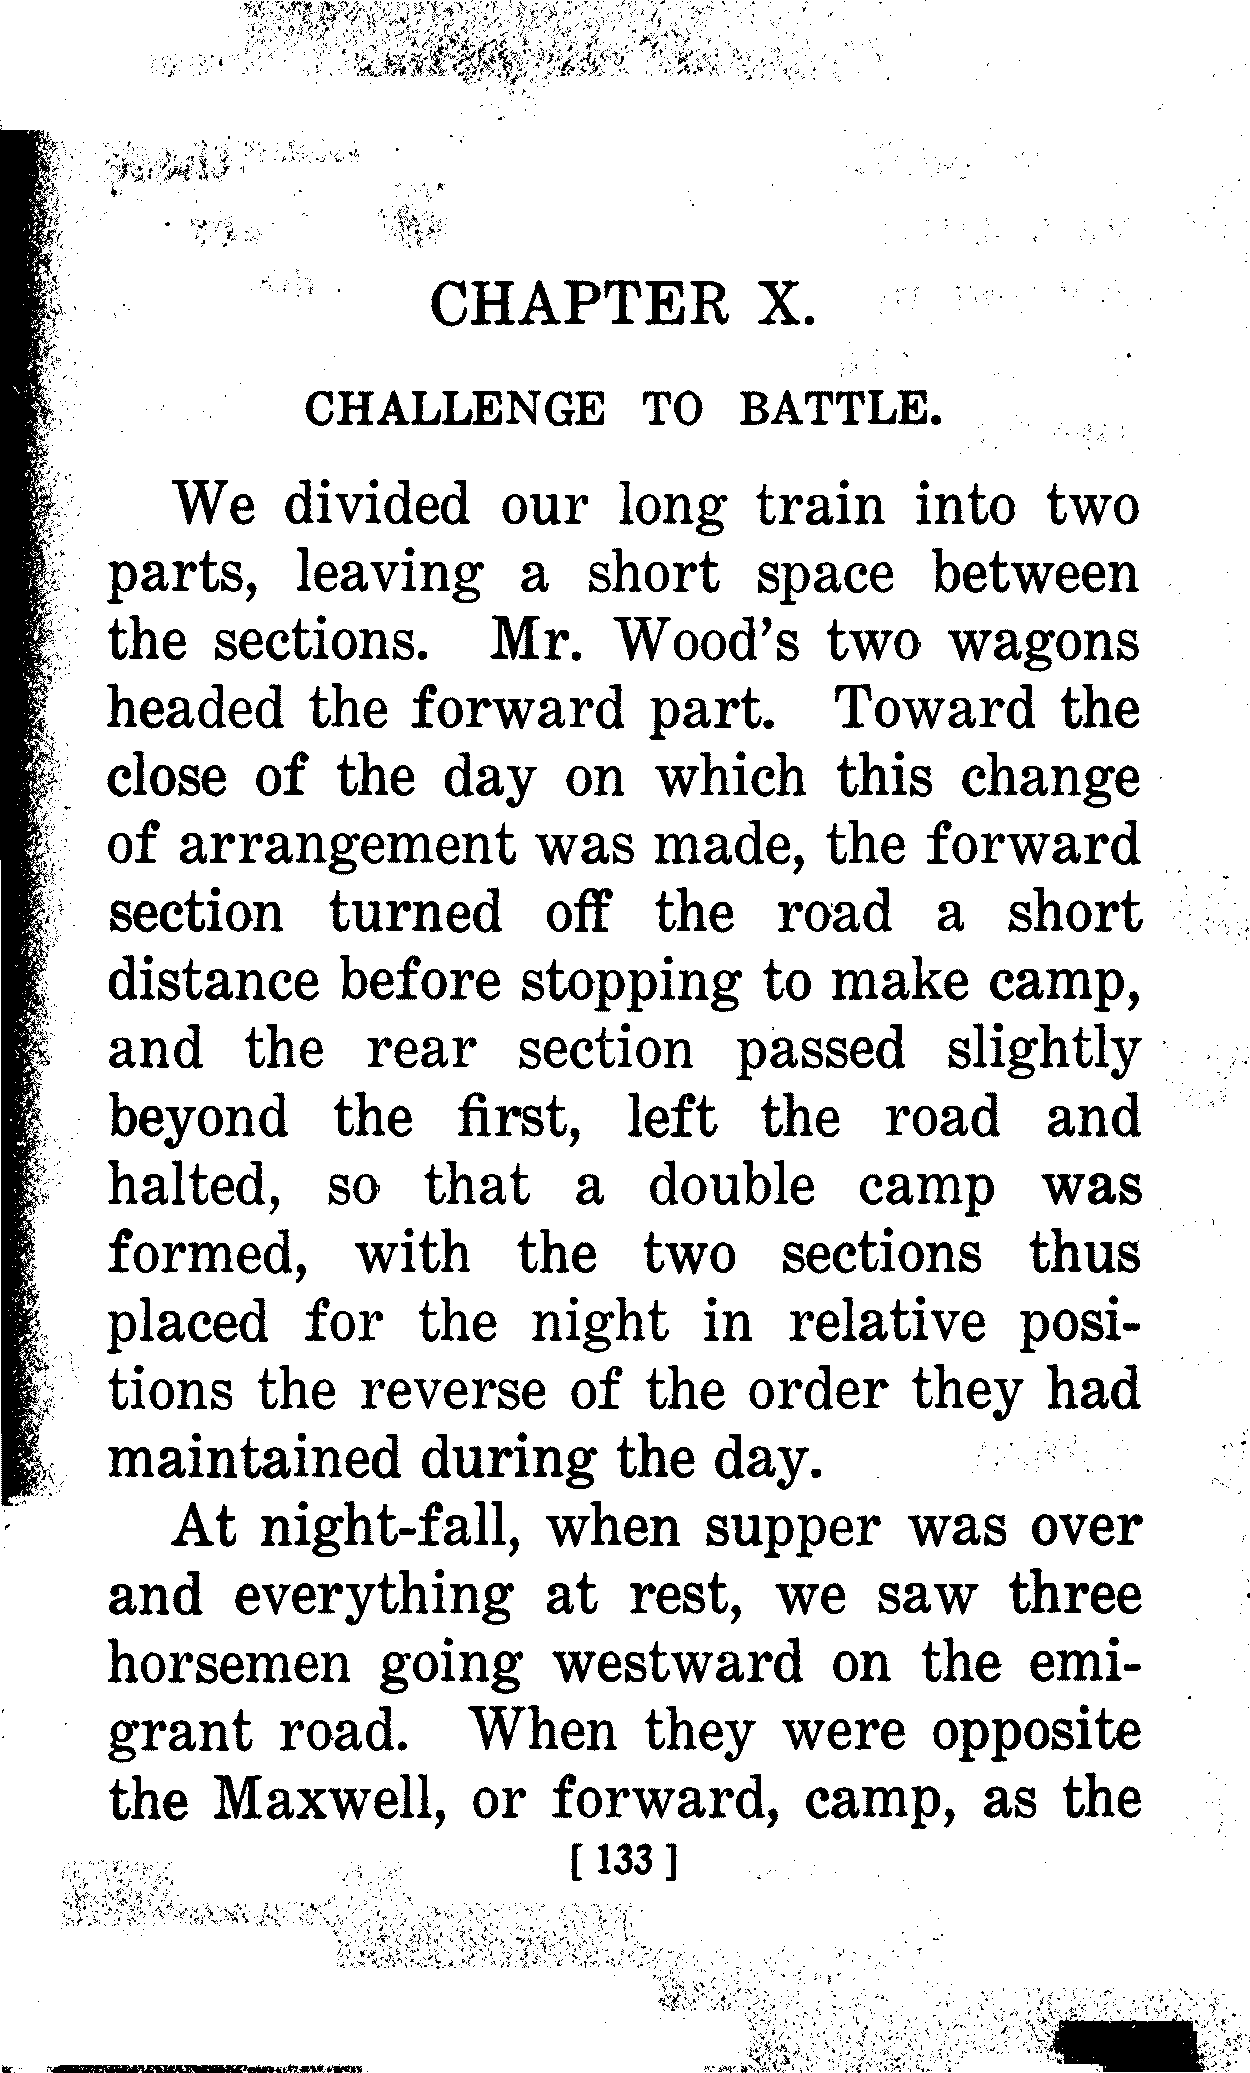 CHAPTER X.
CHALLENGE TO BATTLE.
We divided our long train into two
parts, leaving a short space between
the sections. Mr. Wood's two wagons
headed the forward part. Toward the
close of the day on which this change
of arrangement was made, the forward
section turned off the road a short
distance before stopping to make camp,
and the rear section passed slightly
beyond the first, left the road and
halted, so that a double camp was
formed, with the two sections thus
placed for the night in relative posi-
tions the reverse of the order they had
maintained during the day.
At night-fall, when supper was over
and everything at rest, we saw three
horsemen going westward on the emi-
grant road. When they were opposite
the Maxwell, or forward, camp, as the
[ 133 ]